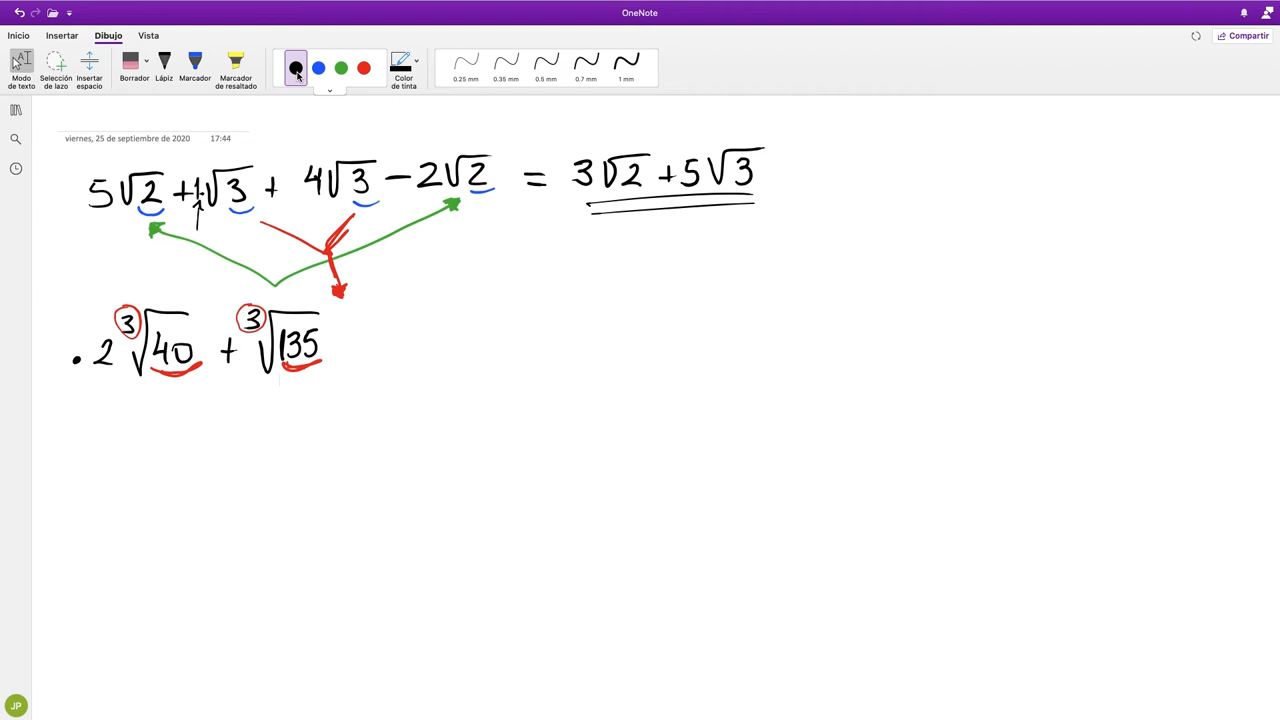 OneNote
Inicio Insertar Dibujo Vista Compartir
Modo de texto Selección de lazo Insertar espacio Borrador Lápiz Marcador Marcador de resaltado Color de tinta 0.25 mm 0.35 mm 0.5 mm 0.7 mm 1 mm
viernes, 25 de septiembre de 2020 17:44
5√2 + 1·√3 + 4√3 − 2√2 = 3√2 + 5√3
· 2 ∛40 + ∛135
JP